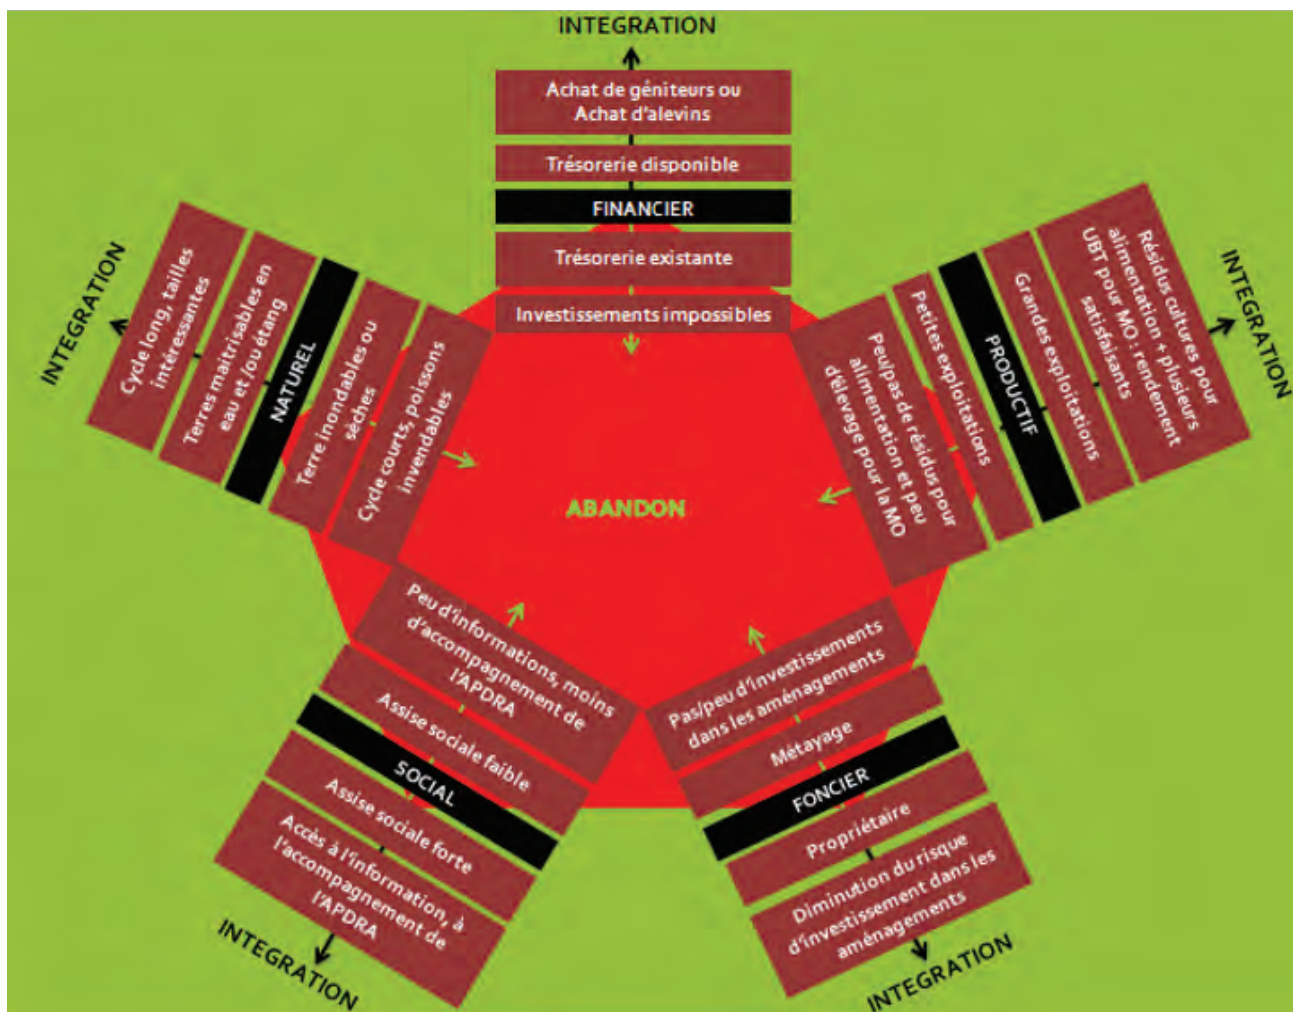 INTEGRATION
Achat de géniteurs ou
Achat d'alevins
Trésorerie disponible
FINANCIER
Trésorerie existante
Investissements impossibles
INTEGRATION
Cycle long, tailles
intéressantes
Terres maitrisables en
eau et lou étang
NATUREL
Terre inondables ou
sèches
Cycle courts, poissons
invendables
INTEGRATION
Résidus cultures pour
alimentation + plusieurs
UBT pour MO : rendement
satisfaisants
Grandes exploitations
PRODUCTIF
Petites exploitations
Peu/pas de résidus pour
alimentation et peu
d'élevage pour la MO
ABANDON
Peu d'informations, moins
d'accompagnement de
l'APDRA
Assise sociale faible
SOCIAL
Assise sociale forte
Accès à l'information, à
l'accompagnement de
l'APDRA
INTEGRATION
Pas/peu d'investissements
dans les aménagements
Métayage
FONCIER
Propriétaire
Diminution du risque
d'investissement dans les
aménagements
INTEGRATION